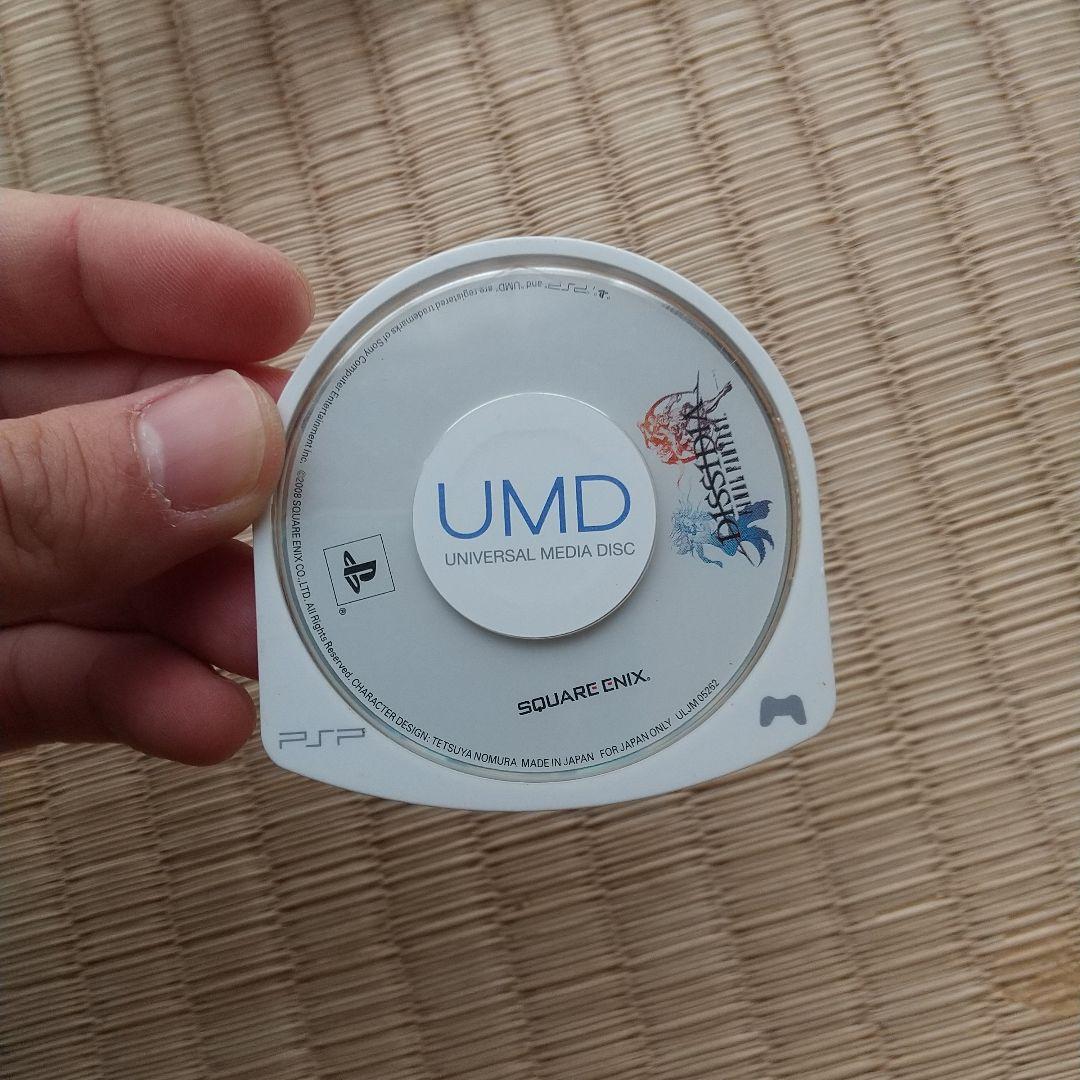 "PSP" and "UMD" are registered trademarks of Sony Computer Entertainment Inc.
©2008 SQUARE ENIX CO.,LTD. All Rights Reserved. CHARACTER DESIGN: TETSUYA NOMURA MADE IN JAPAN FOR JAPAN ONLY ULJM 05262
DISSIDIA
FINAL FANTASY
UMD
UNIVERSAL MEDIA DISC
®
SQUARE ENIX®
PSP